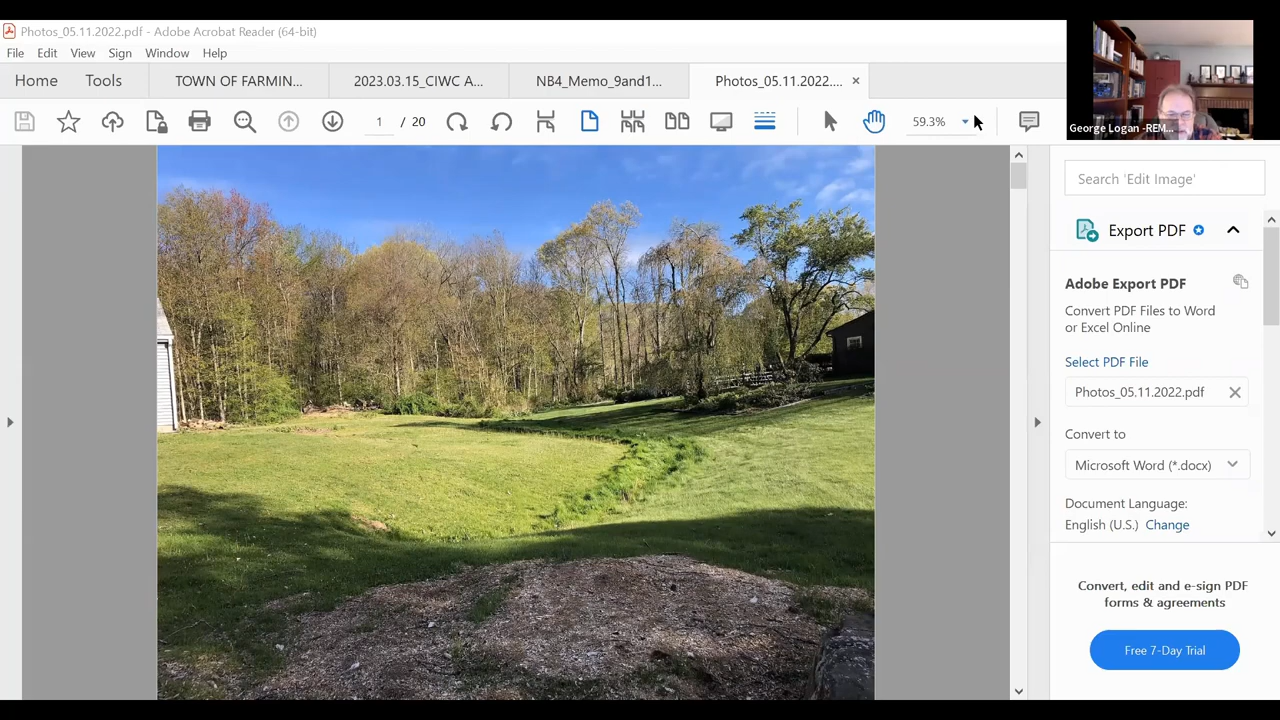 Photos_05.11.2022.pdf - Adobe Acrobat Reader (64-bit)
File Edit View Sign Window Help
Home Tools TOWN OF FARMIN... 2023.03.15_CIWC A... NB4_Memo_9and1... Photos_05.11.2022.... ×
1 / 20 59.3%
George Logan -REM...
Search 'Edit Image'
Export PDF
Adobe Export PDF
Convert PDF Files to Word
or Excel Online
Select PDF File
Photos_05.11.2022.pdf
Convert to
Microsoft Word (*.docx)
Document Language:
English (U.S.) Change
Convert, edit and e-sign PDF
forms & agreements
Free 7-Day Trial